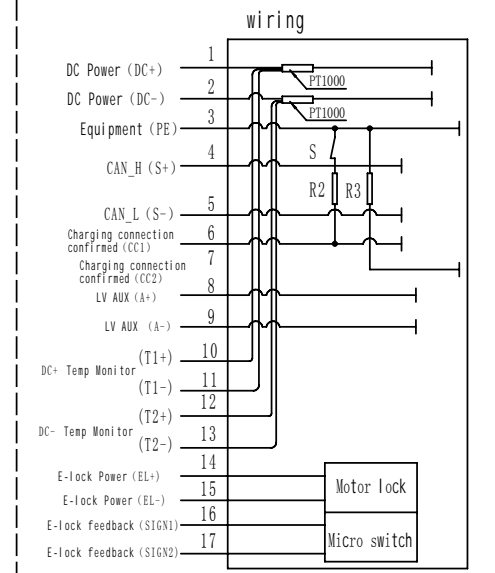 wiring
1
DC Power (DC+)
PT1000
2
DC Power (DC-)
PT1000
3
Equipment (PE)
4
S
CAN_H (S+)
R2 R3
5
CAN_L (S-)
Charging connection
confirmed (CC1)
6
7
Charging connection
confirmed (CC2)
8
LV AUX (A+)
9
LV AUX (A-)
10
(T1+)
DC+ Temp Monitor
11
(T1-)
12
(T2+)
DC- Temp Monitor
13
(T2-)
14
E-lock Power (EL+)
15
E-lock Power (EL-)
Motor lock
16
E-lock feedback (SIGN1)
17
E-lock feedback (SIGN2)
Micro switch